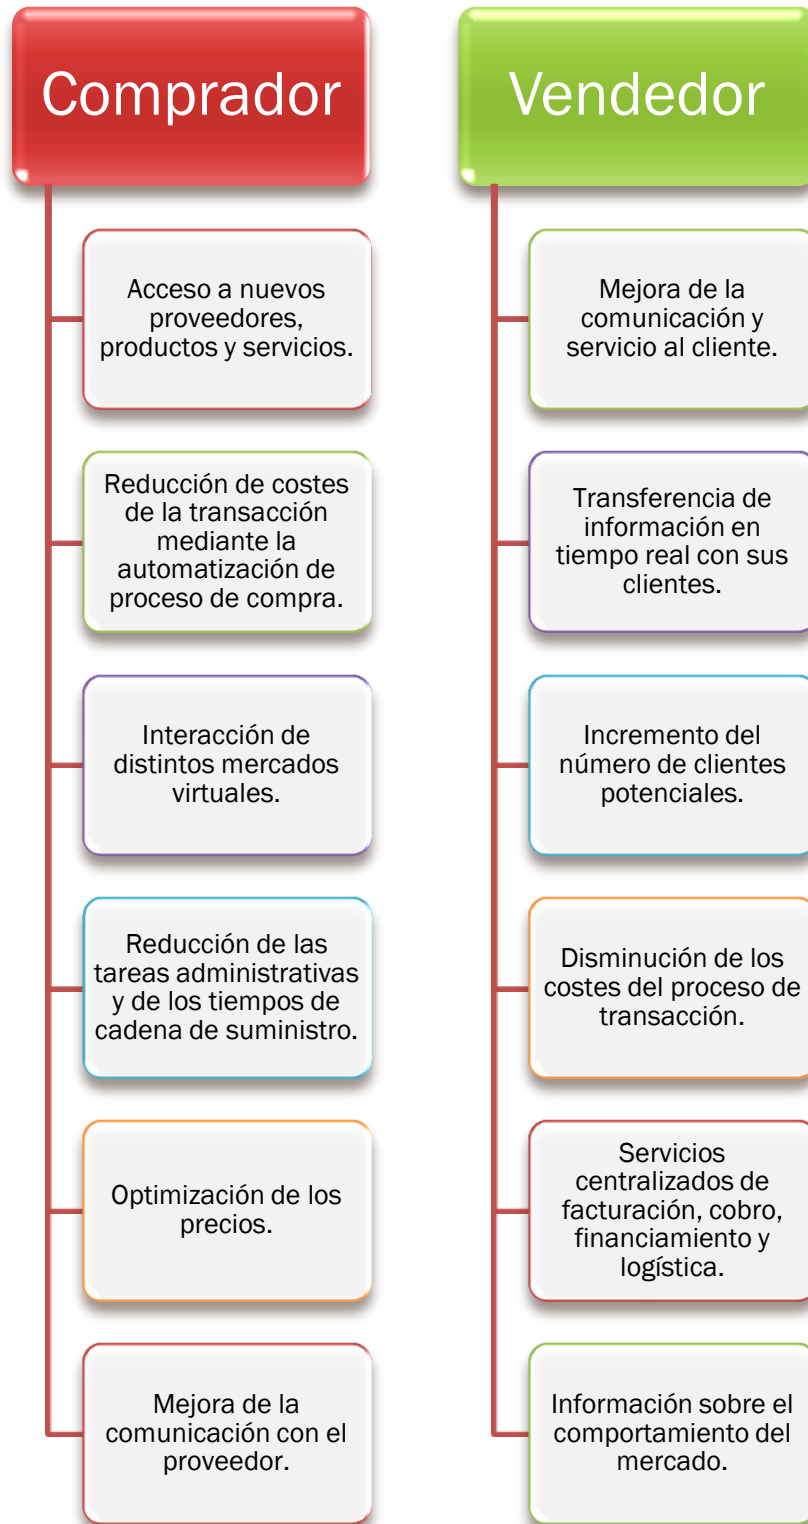 Comprador
Acceso a nuevos
proveedores,
productos y servicios.
Reducción de costes
de la transacción
mediante la
automatización de
proceso de compra.
Interacción de
distintos mercados
virtuales.
Reducción de las
tareas administrativas
y de los tiempos de
cadena de suministro.
Optimización de los
precios.
Mejora de la
comunicación con el
proveedor.
Vendedor
Mejora de la
comunicación y
servicio al cliente.
Transferencia de
información en
tiempo real con sus
clientes.
Incremento del
número de clientes
potenciales.
Disminución de los
costes del proceso de
transacción.
Servicios
centralizados de
facturación, cobro,
financiamiento y
logística.
Información sobre el
comportamiento del
mercado.